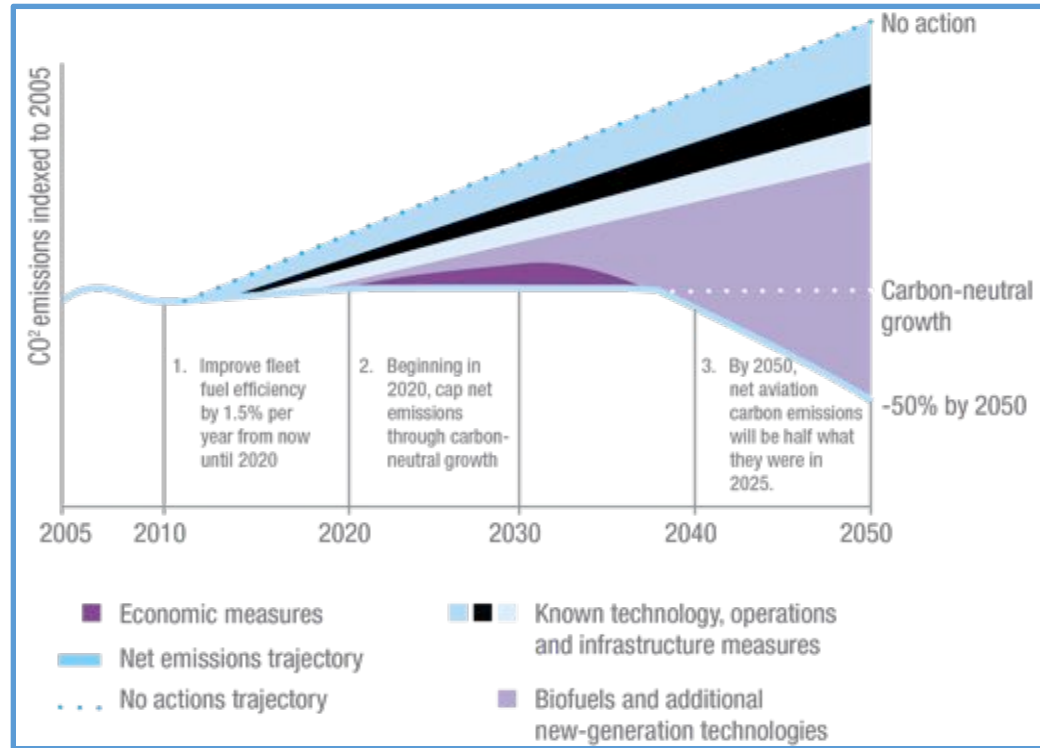 No action
CO² emissions indexed to 2005
Carbon-neutral
growth
1. Improve fleet
fuel efficiency
by 1.5% per
year from now
until 2020
2. Beginning in
2020, cap net
emissions
through carbon-
neutral growth
3. By 2050,
net aviation
carbon emissions
will be half what
they were in
2025.
-50% by 2050
2005 2010 2020 2030 2040 2050
Economic measures
Net emissions trajectory
No actions trajectory
Known technology, operations
and infrastructure measures
Biofuels and additional
new-generation technologies